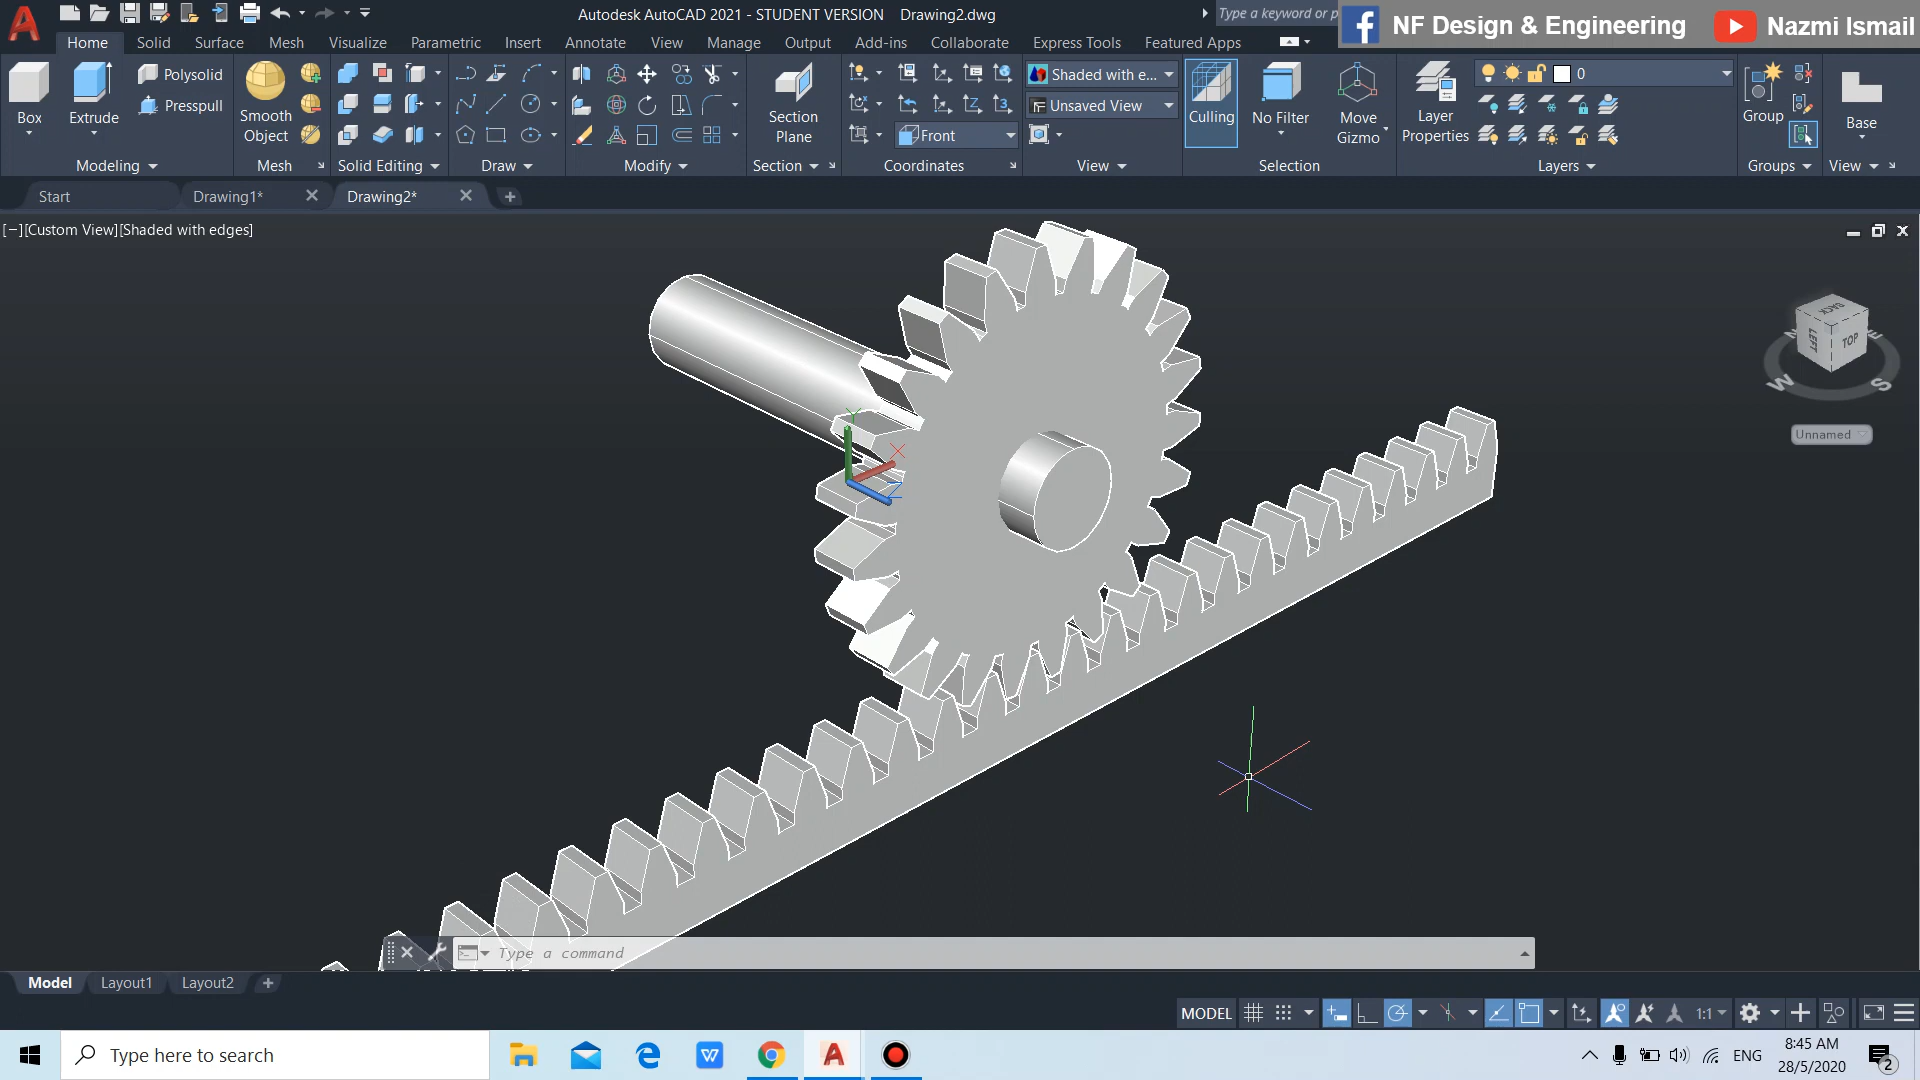 Autodesk AutoCAD 2021 - STUDENT VERSION Drawing2.dwg
Type a keyword or p
NF Design & Engineering
Nazmi Ismail
Home Solid Surface Mesh Visualize Parametric Insert Annotate View Manage Output Add-ins Collaborate Express Tools Featured Apps
Box
Extrude
Polysolid
Presspull
Modeling
Smooth
Object
Mesh
Solid Editing
Draw
Modify
Section
Plane
Section
Front
Coordinates
Shaded with e...
Unsaved View
View
Culling
No Filter
Move
Gizmo
Selection
Layer
Properties
0
Layers
Group
Groups
Base
View
Start
Drawing1*
Drawing2*
[−][Custom View][Shaded with edges]
BACK
LEFT
TOP
W
S
Unnamed
Y
X
Z
Type a command
Model
Layout1
Layout2
MODEL
1:1
Type here to search
ENG
8:45 AM
28/5/2020
2